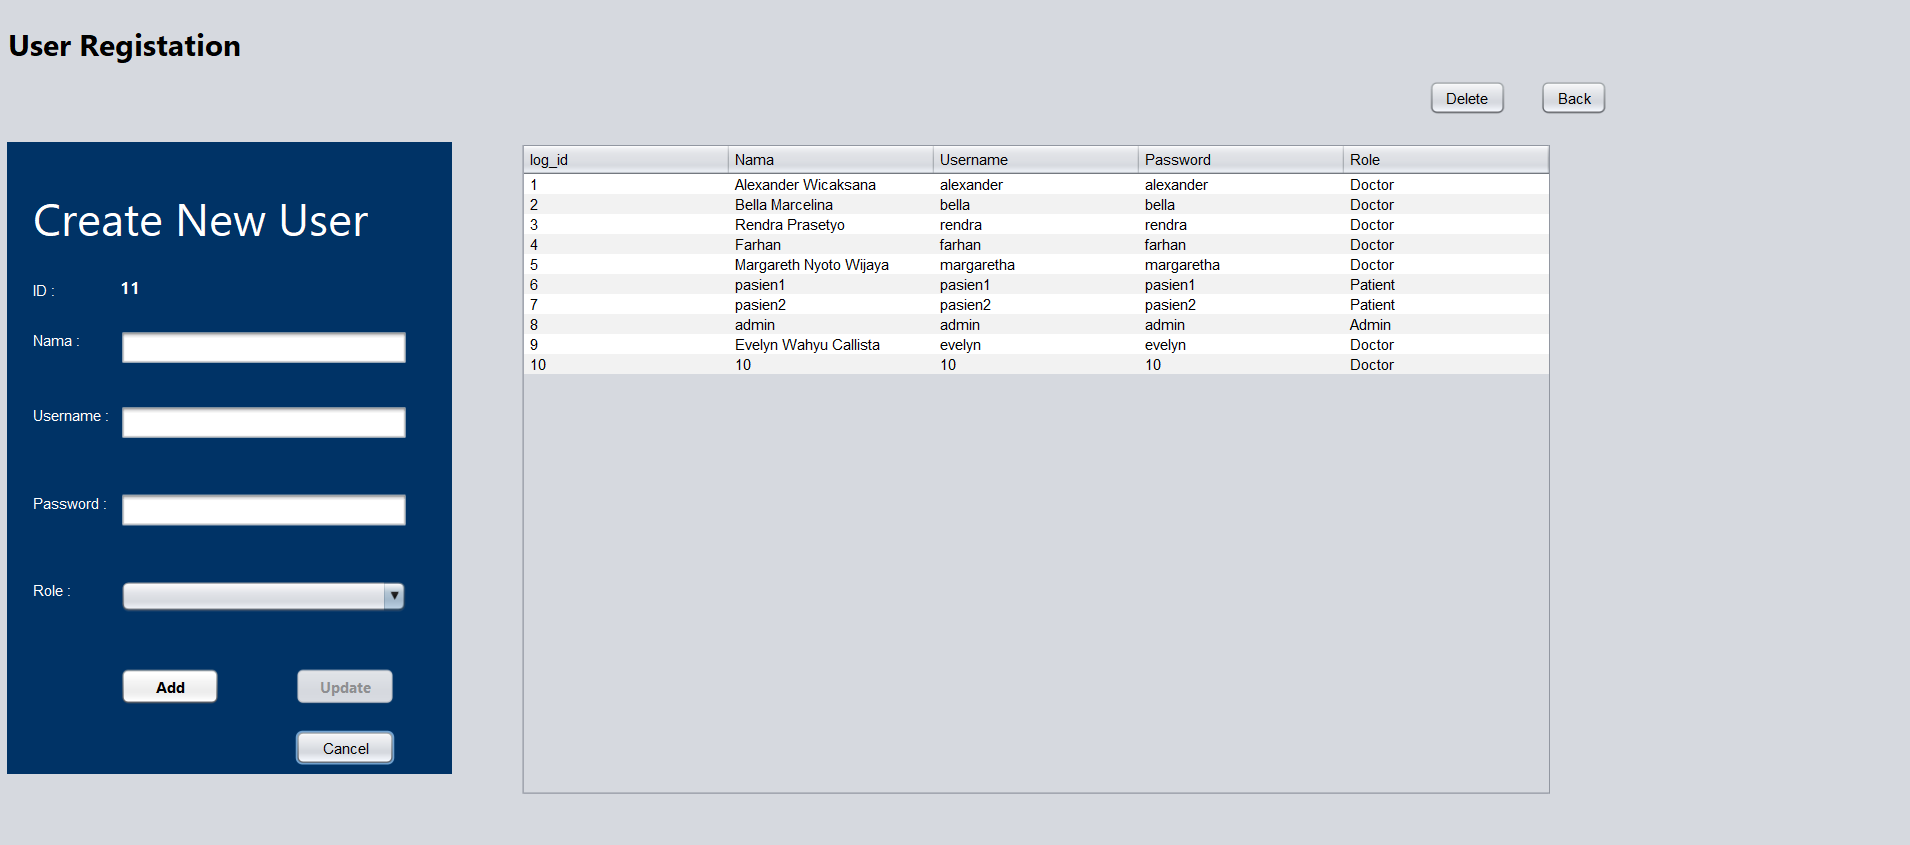 User Registation
Delete Back
Create New User
ID : 11
Nama :
Username :
Password :
Role :
Add Update
Cancel
log_id Nama Username Password Role
1 Alexander Wicaksana alexander alexander Doctor
2 Bella Marcelina bella bella Doctor
3 Rendra Prasetyo rendra rendra Doctor
4 Farhan farhan farhan Doctor
5 Margareth Nyoto Wijaya margaretha margaretha Doctor
6 pasien1 pasien1 pasien1 Patient
7 pasien2 pasien2 pasien2 Patient
8 admin admin admin Admin
9 Evelyn Wahyu Callista evelyn evelyn Doctor
10 10 10 10 Doctor